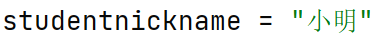 studentnickname = "小明"